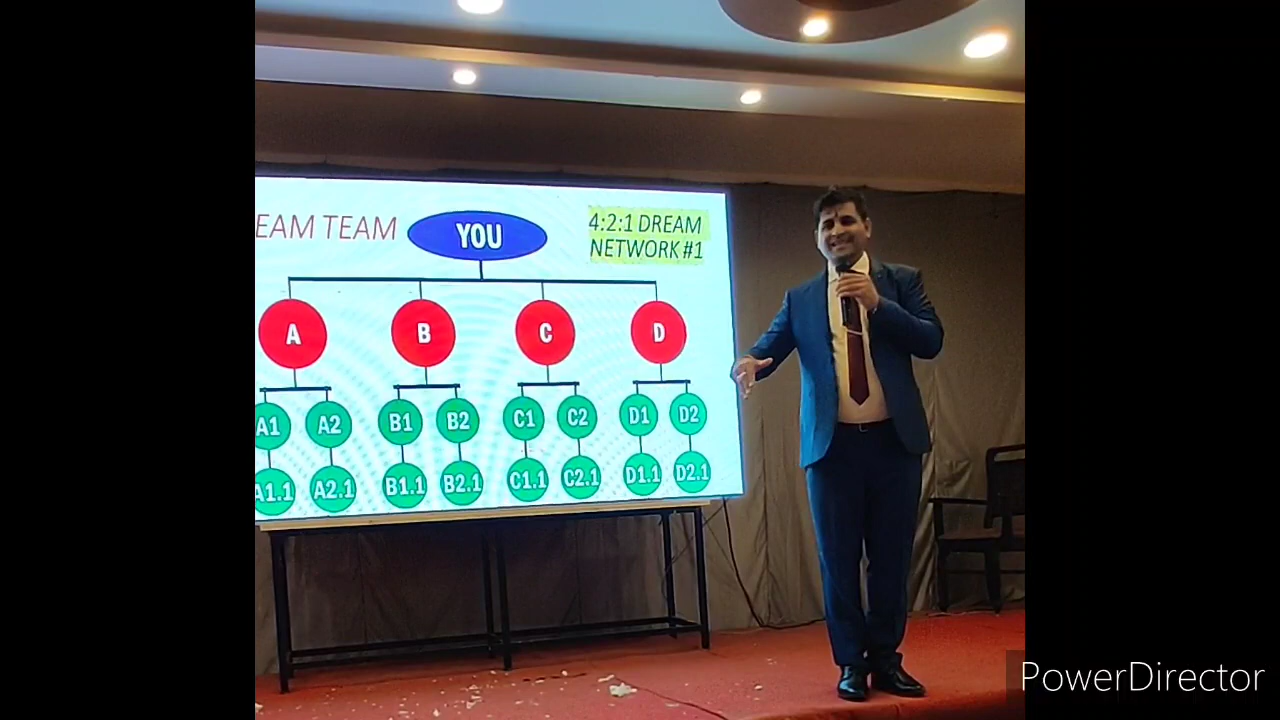 EAM TEAM
YOU
4:2:1 DREAM
NETWORK #1
A
B
C
D
A1
A2
B1
B2
C1
C2
D1
D2
A1.1
A2.1
B1.1
B2.1
C1.1
C2.1
D1.1
D2.1
PowerDirector